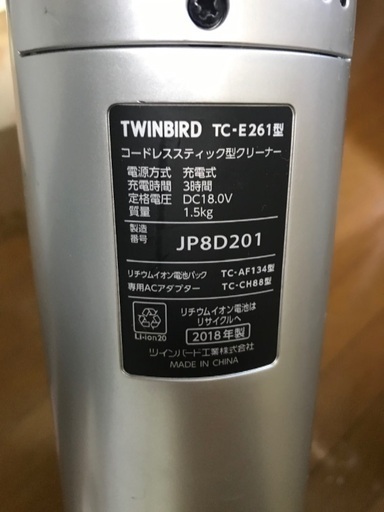 TWINBIRD TC-E261型
コードレススティック型クリーナー
電源方式 充電式
充電時間 3時間
定格電圧 DC18.0V
質量 1.5kg
製造番号 JP8D201
リチウムイオン電池パック TC-AF134型
専用ACアダプター TC-CH88型
Li-ion20
リチウムイオン電池は
リサイクルへ
2018年製
ツインバード工業株式会社
MADE IN CHINA